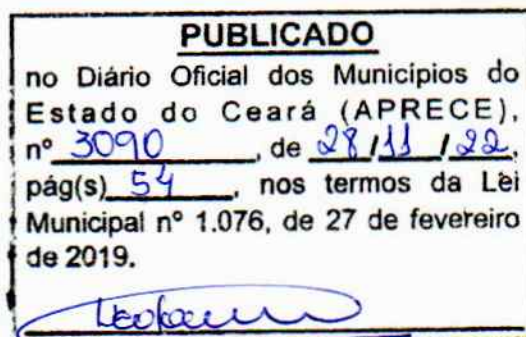 PUBLICADO
no Diário Oficial dos Municípios do
Estado do Ceará (APRECE),
nº 3090, de 28/11/22,
pág(s) 54, nos termos da Lei
Municipal nº 1.076, de 27 de fevereiro
de 2019.